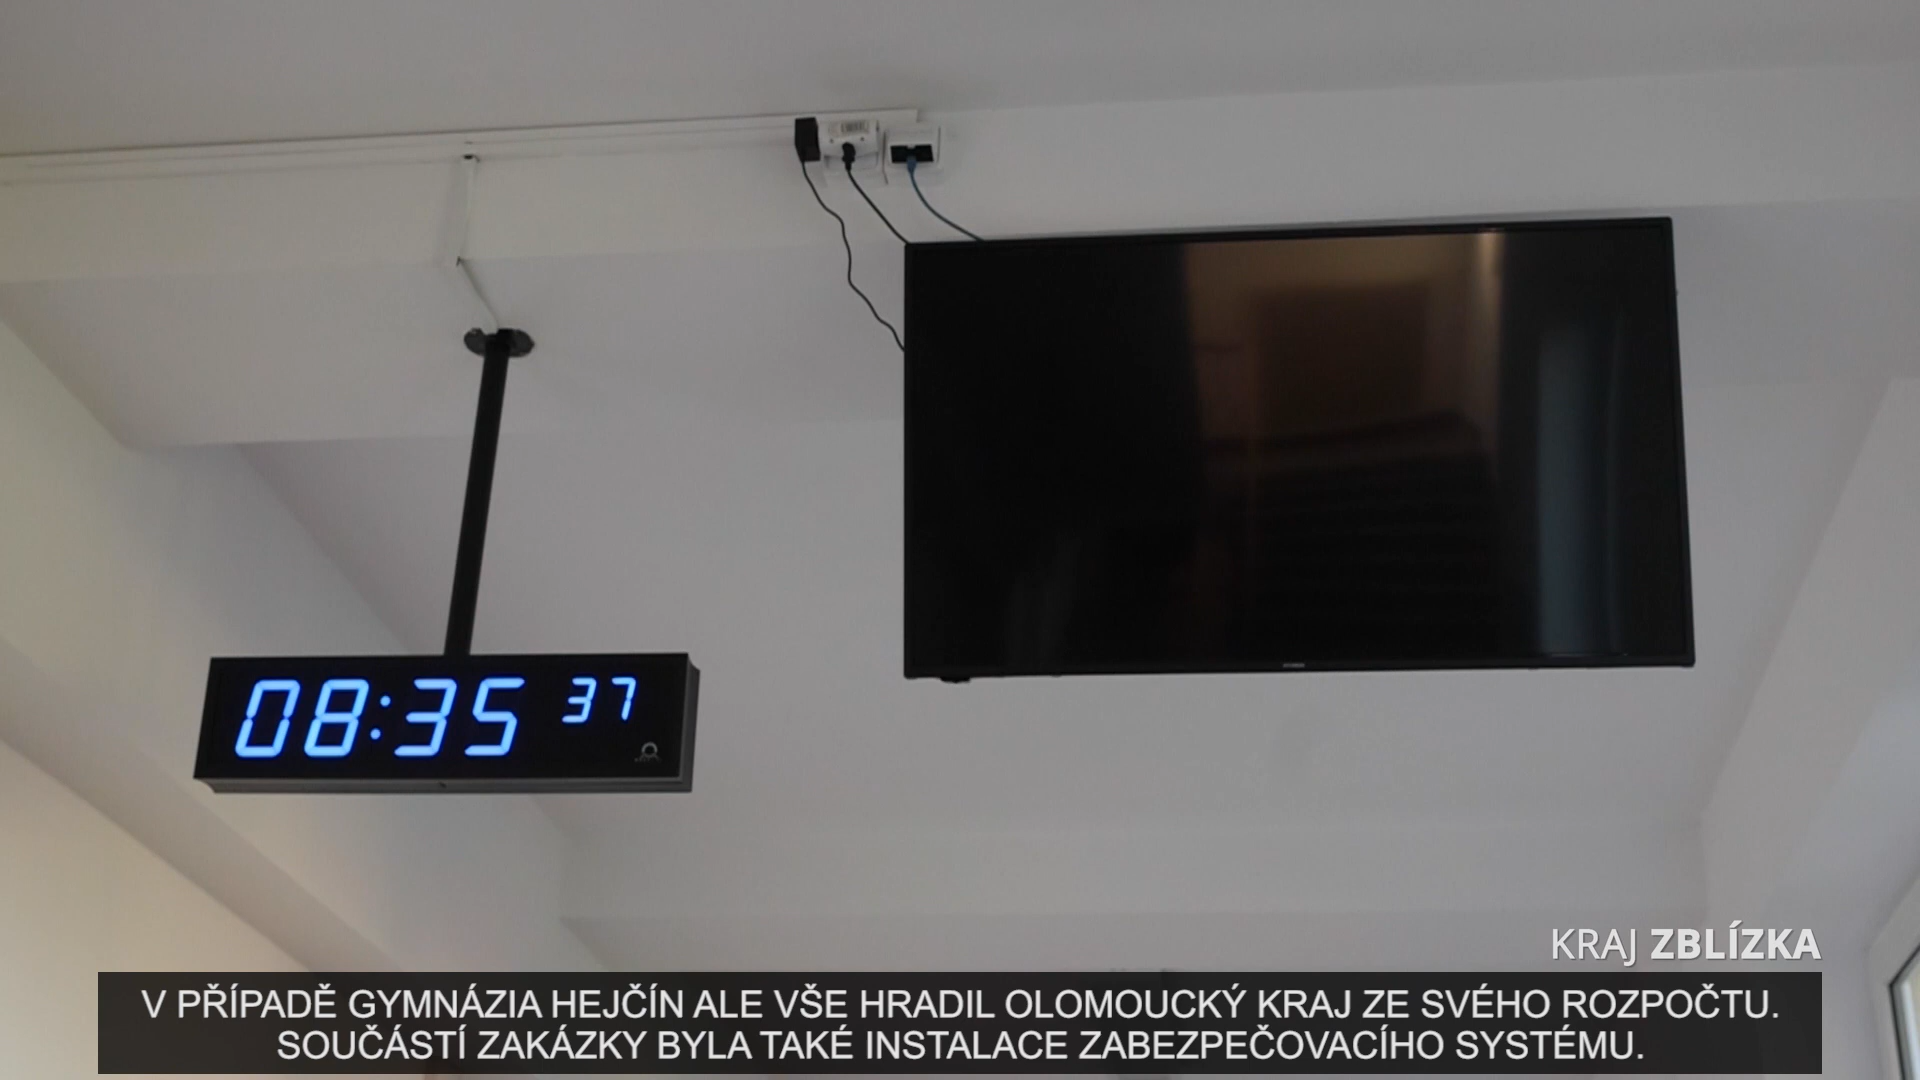 08:35 37
KRAJ ZBLÍZKA
V PŘÍPADĚ GYMNÁZIA HEJČÍN ALE VŠE HRADIL OLOMOUCKÝ KRAJ ZE SVÉHO ROZPOČTU.
SOUČÁSTÍ ZAKÁZKY BYLA TAKÉ INSTALACE ZABEZPEČOVACÍHO SYSTÉMU.